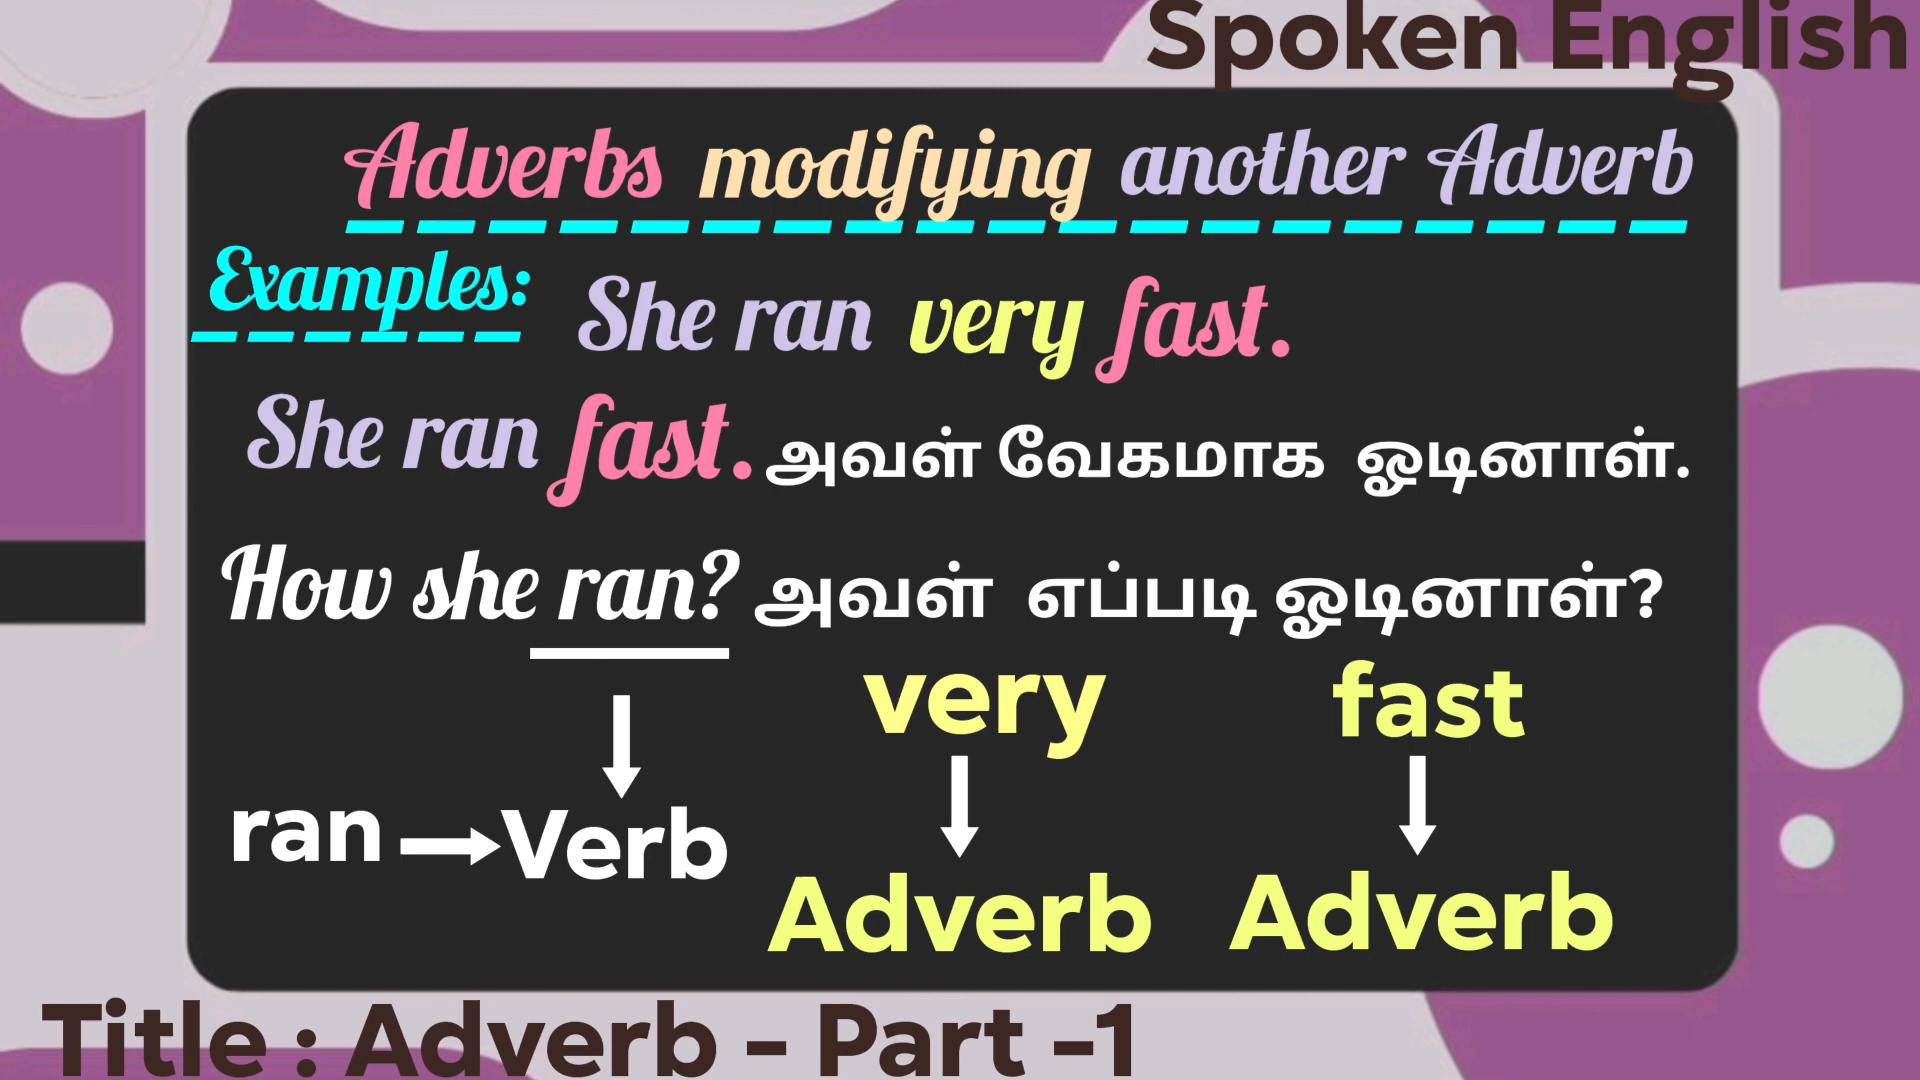 Spoken English
Adverbs modifying another Adverb
Examples:
She ran very fast.
She ran fast. அவள் வேகமாக ஓடினாள்.
How she ran? அவள் எப்படி ஓடினாள்?
very fast
ran Verb
Adverb Adverb
Title : Adverb - Part -1